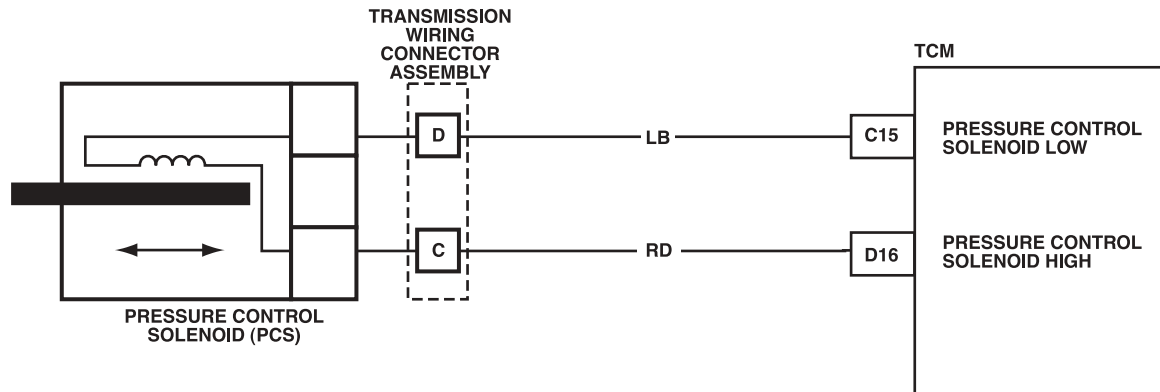 TRANSMISSION
WIRING
CONNECTOR
ASSEMBLY
TCM
D
LB
C15
PRESSURE CONTROL
SOLENOID LOW
C
RD
D16
PRESSURE CONTROL
SOLENOID HIGH
PRESSURE CONTROL
SOLENOID (PCS)